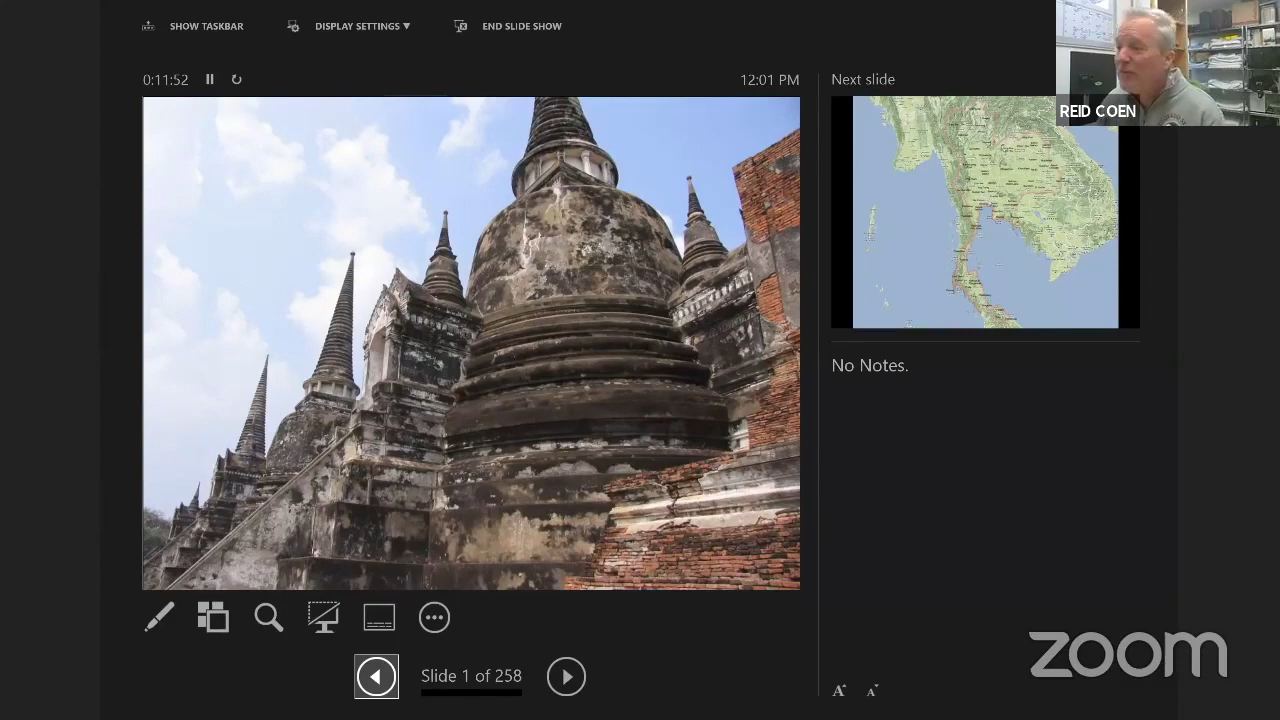 SHOW TASKBAR
DISPLAY SETTINGS ▼
END SLIDE SHOW
0:11:52
12:01 PM
Next slide
REID COEN
No Notes.
Slide 1 of 258
A A
zoom